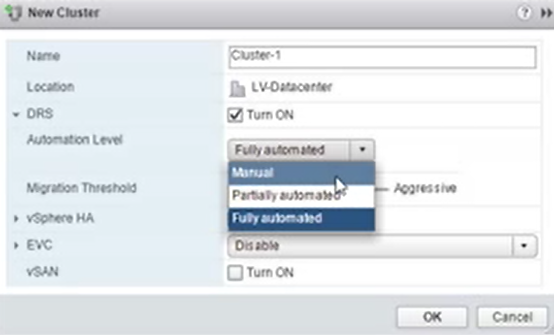 New Cluster
?
Name
Cluster-1
Location
LV-Datacenter
DRS
Turn ON
Automation Level
Fully automated
Manual
Partially automated
Fully automated
Migration Threshold
Aggressive
vSphere HA
EVC
Disable
vSAN
Turn ON
OK
Cancel